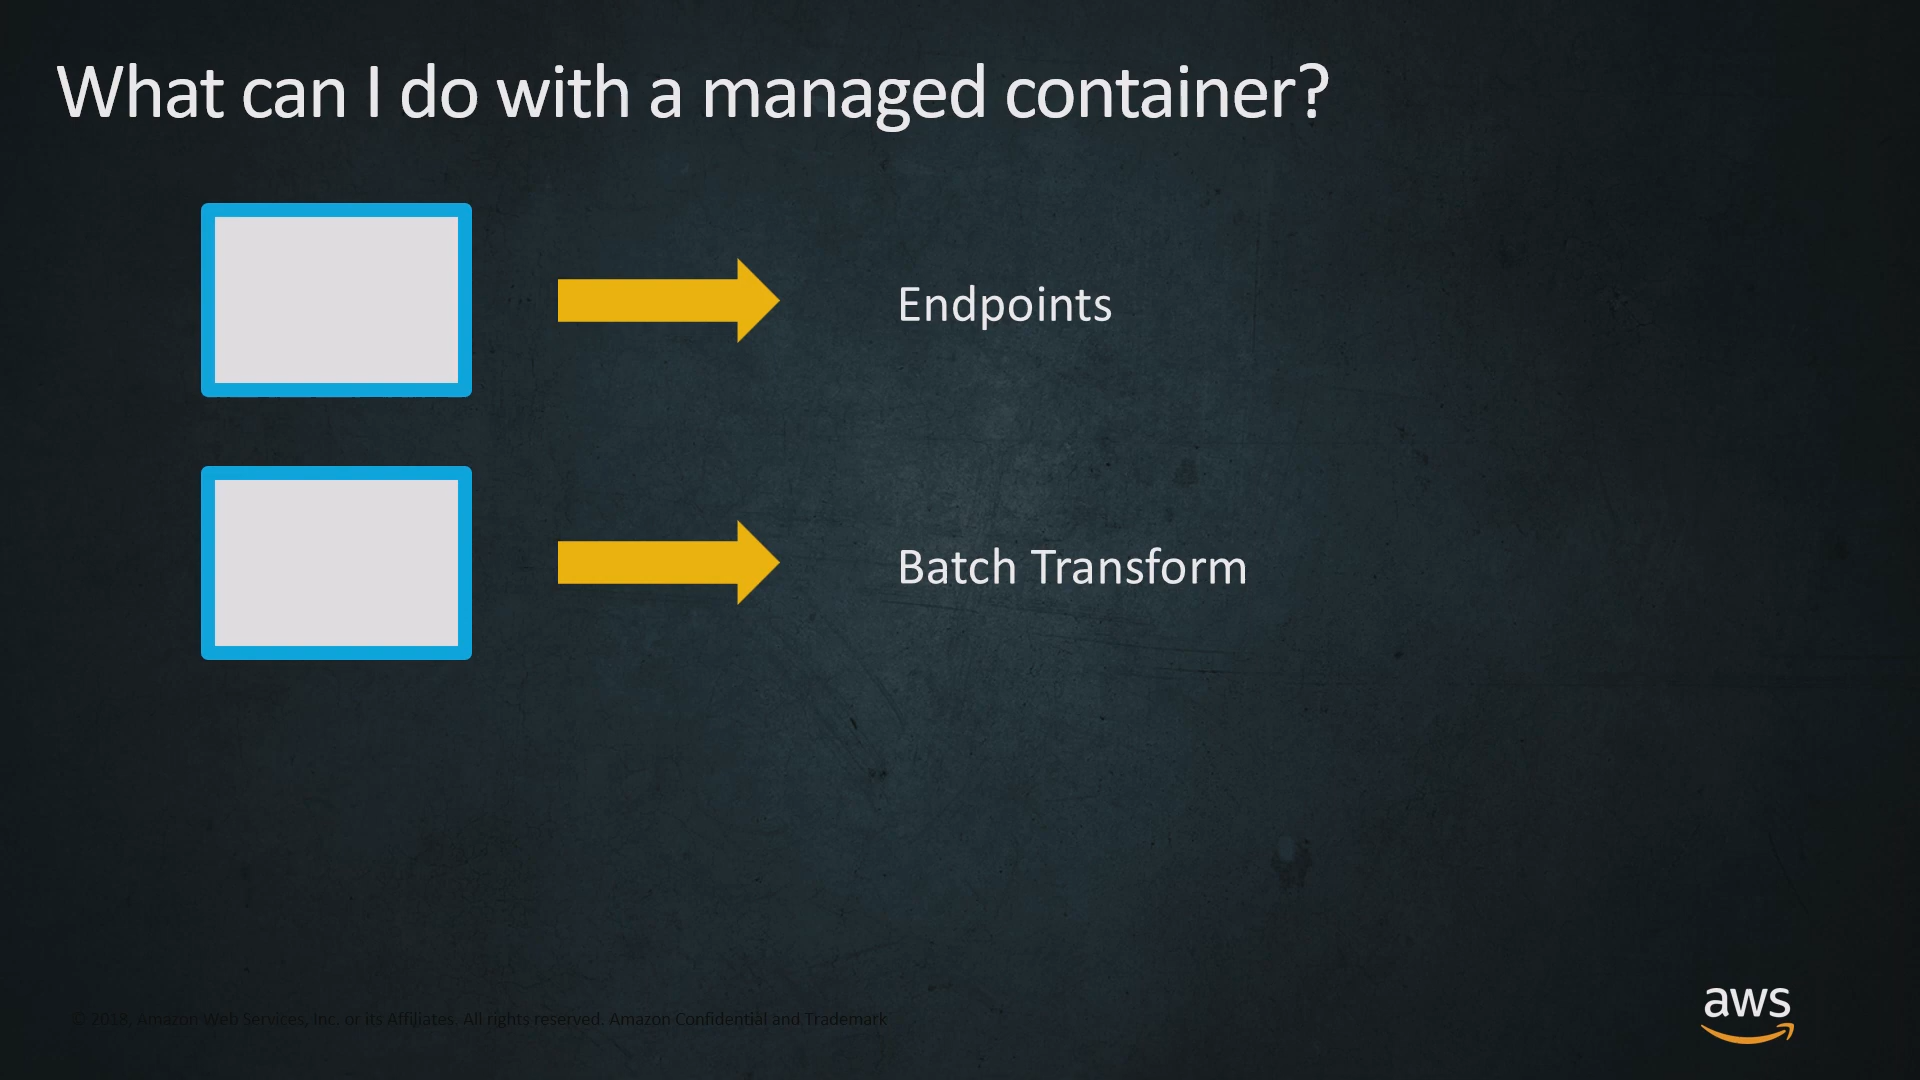 What can I do with a managed container?
Endpoints
Batch Transform
© 2018, Amazon Web Services, Inc. or its Affiliates. All rights reserved. Amazon Confidential and Trademark
aws